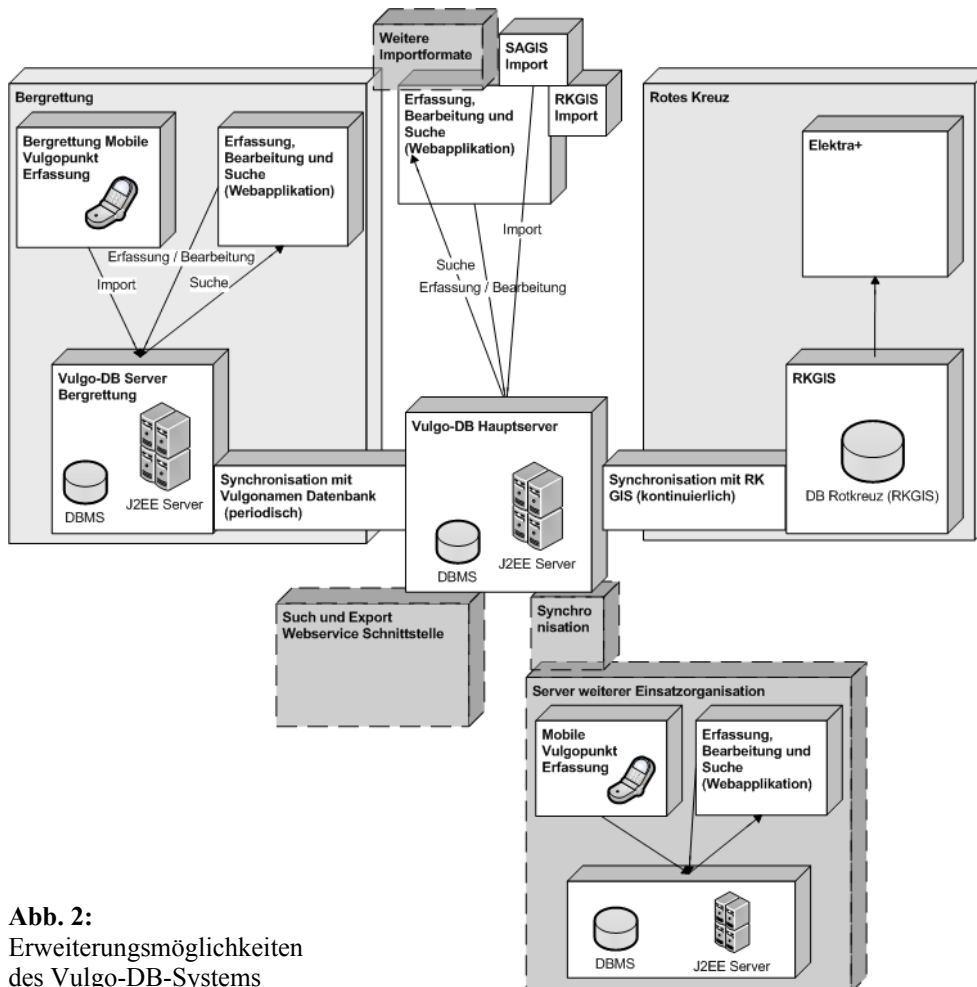 Weitere
Importformate
SAGIS
Import
RKGIS
Import
Erfassung,
Bearbeitung und
Suche
(Webapplikation)
Bergrettung
Bergrettung Mobile
Vulgopunkt
Erfassung
Erfassung,
Bearbeitung und
Suche
(Webapplikation)
Erfassung / Bearbeitung
Import
Suche
Vulgo-DB Server
Bergrettung
DBMS
J2EE Server
Synchronisation mit
Vulgonamen Datenbank
(periodisch)
Import
Suche
Erfassung / Bearbeitung
Vulgo-DB Hauptserver
DBMS
J2EE Server
Rotes Kreuz
Elektra+
RKGIS
DB Rotkreuz (RKGIS)
Synchronisation mit RK
GIS (kontinuierlich)
Such und Export
Webservice Schnittstelle
Synchro
nisation
Server weiterer Einsatzorganisation
Mobile
Vulgopunkt
Erfassung
Erfassung,
Bearbeitung und
Suche
(Webapplikation)
DBMS
J2EE Server
Abb. 2:
Erweiterungsmöglichkeiten
des Vulgo-DB-Systems